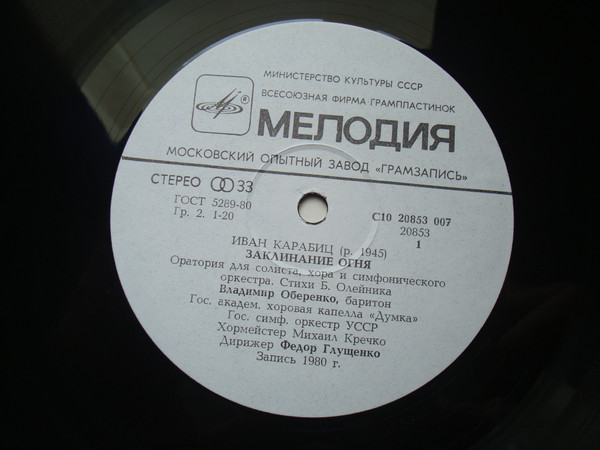 МИНИСТЕРСТВО КУЛЬТУРЫ СССР
ВСЕСОЮЗНАЯ ФИРМА ГРАМПЛАСТИНОК
®
МЕЛОДИЯ
МОСКОВСКИЙ ОПЫТНЫЙ ЗАВОД «ГРАМЗАПИСЬ»
СТЕРЕО 33
ГОСТ 5289-80
Гр. 2. 1-20
С10 20853 007
20853
1
ИВАН КАРАБИЦ (р. 1945)
ЗАКЛИНАНИЕ ОГНЯ
Оратория для солиста, хора и симфонического
оркестра. Стихи Б. Олейника
Владимир Оберенко, баритон
Гос. академ. хоровая капелла «Думка»
Гос. симф. оркестр УССР
Хормейстер Михаил Кречко
Дирижер Федор Глущенко
Запись 1980 г.